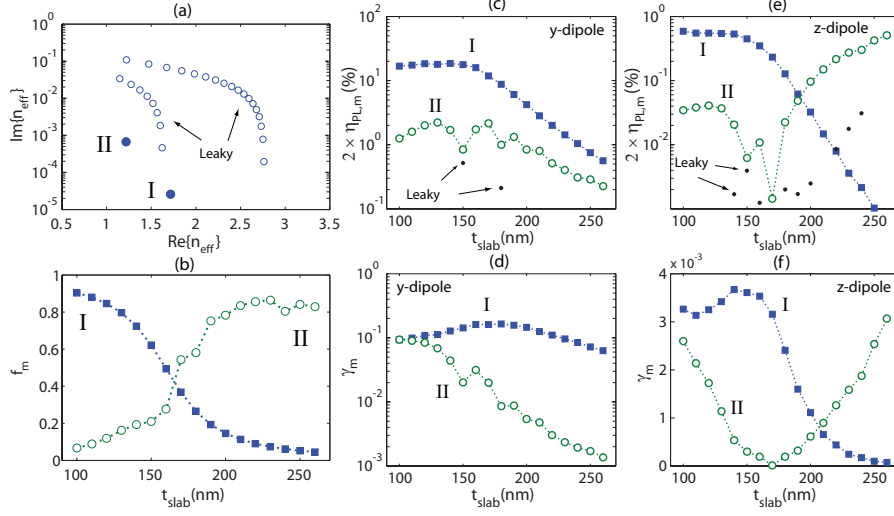 (a)
Im{n_eff}
10^0
10^-1
10^-2
10^-3
10^-4
10^-5
II
I
Leaky
0.5 1 1.5 2 2.5 3 3.5
Re{n_eff}
(b)
f_m
1
0.8
0.6
0.4
0.2
0
I
II
100 150 200 250
t_slab(nm)
(c)
y-dipole
2 × η_PL,m (%)
10^2
10^1
10^0
10^-1
I
II
Leaky
100 150 200 250
t_slab(nm)
(d)
y-dipole
γ_m
10^0
10^-1
10^-2
10^-3
I
II
100 150 200 250
t_slab(nm)
(e)
z-dipole
2 × η_PL,m (%)
10^0
10^-1
10^-2
10^-3
I
II
Leaky
100 150 200 250
t_slab(nm)
(f)
x 10^-3
z-dipole
γ_m
4
3
2
1
0
I
II
100 150 200 250
t_slab(nm)